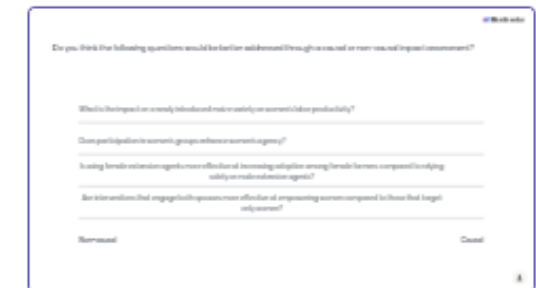 Mentimeter
Do you think the following questions would be better addressed through a causal or non-causal impact assessment?
What is the impact on a newly introduced maize variety on women's labor productivity?
Does participation in women's groups enhance women's agency?
Is using female extension agents more effective at increasing adoption among female farmers compared to relying
solely on male extension agents?
Are interventions that engage both spouses more effective at empowering women compared to those that target
only women?
Non-causal
Causal